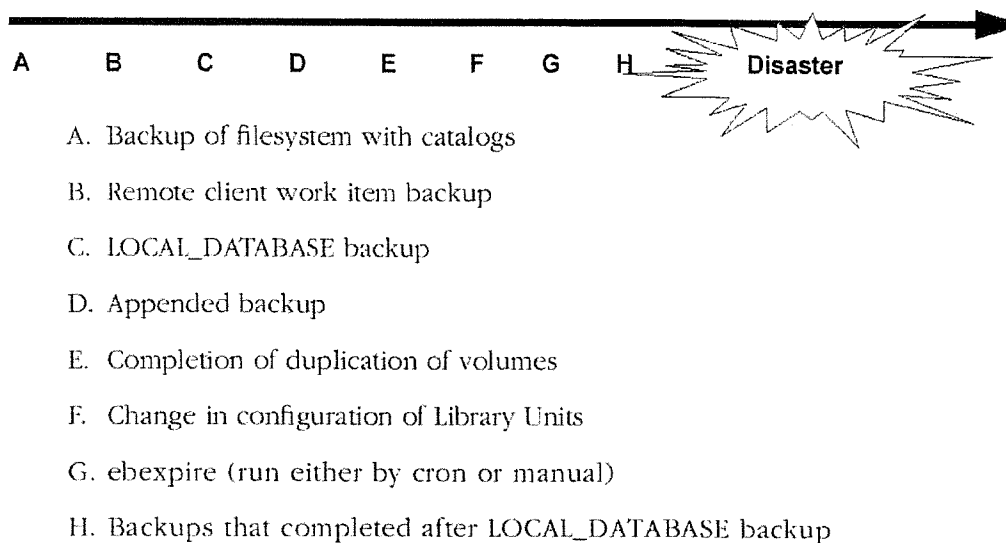 A B C D E F G H Disaster
A. Backup of filesystem with catalogs
B. Remote client work item backup
C. LOCAL_DATABASE backup
D. Appended backup
E. Completion of duplication of volumes
F. Change in configuration of Library Units
G. ebexpire (run either by cron or manual)
H. Backups that completed after LOCAL_DATABASE backup